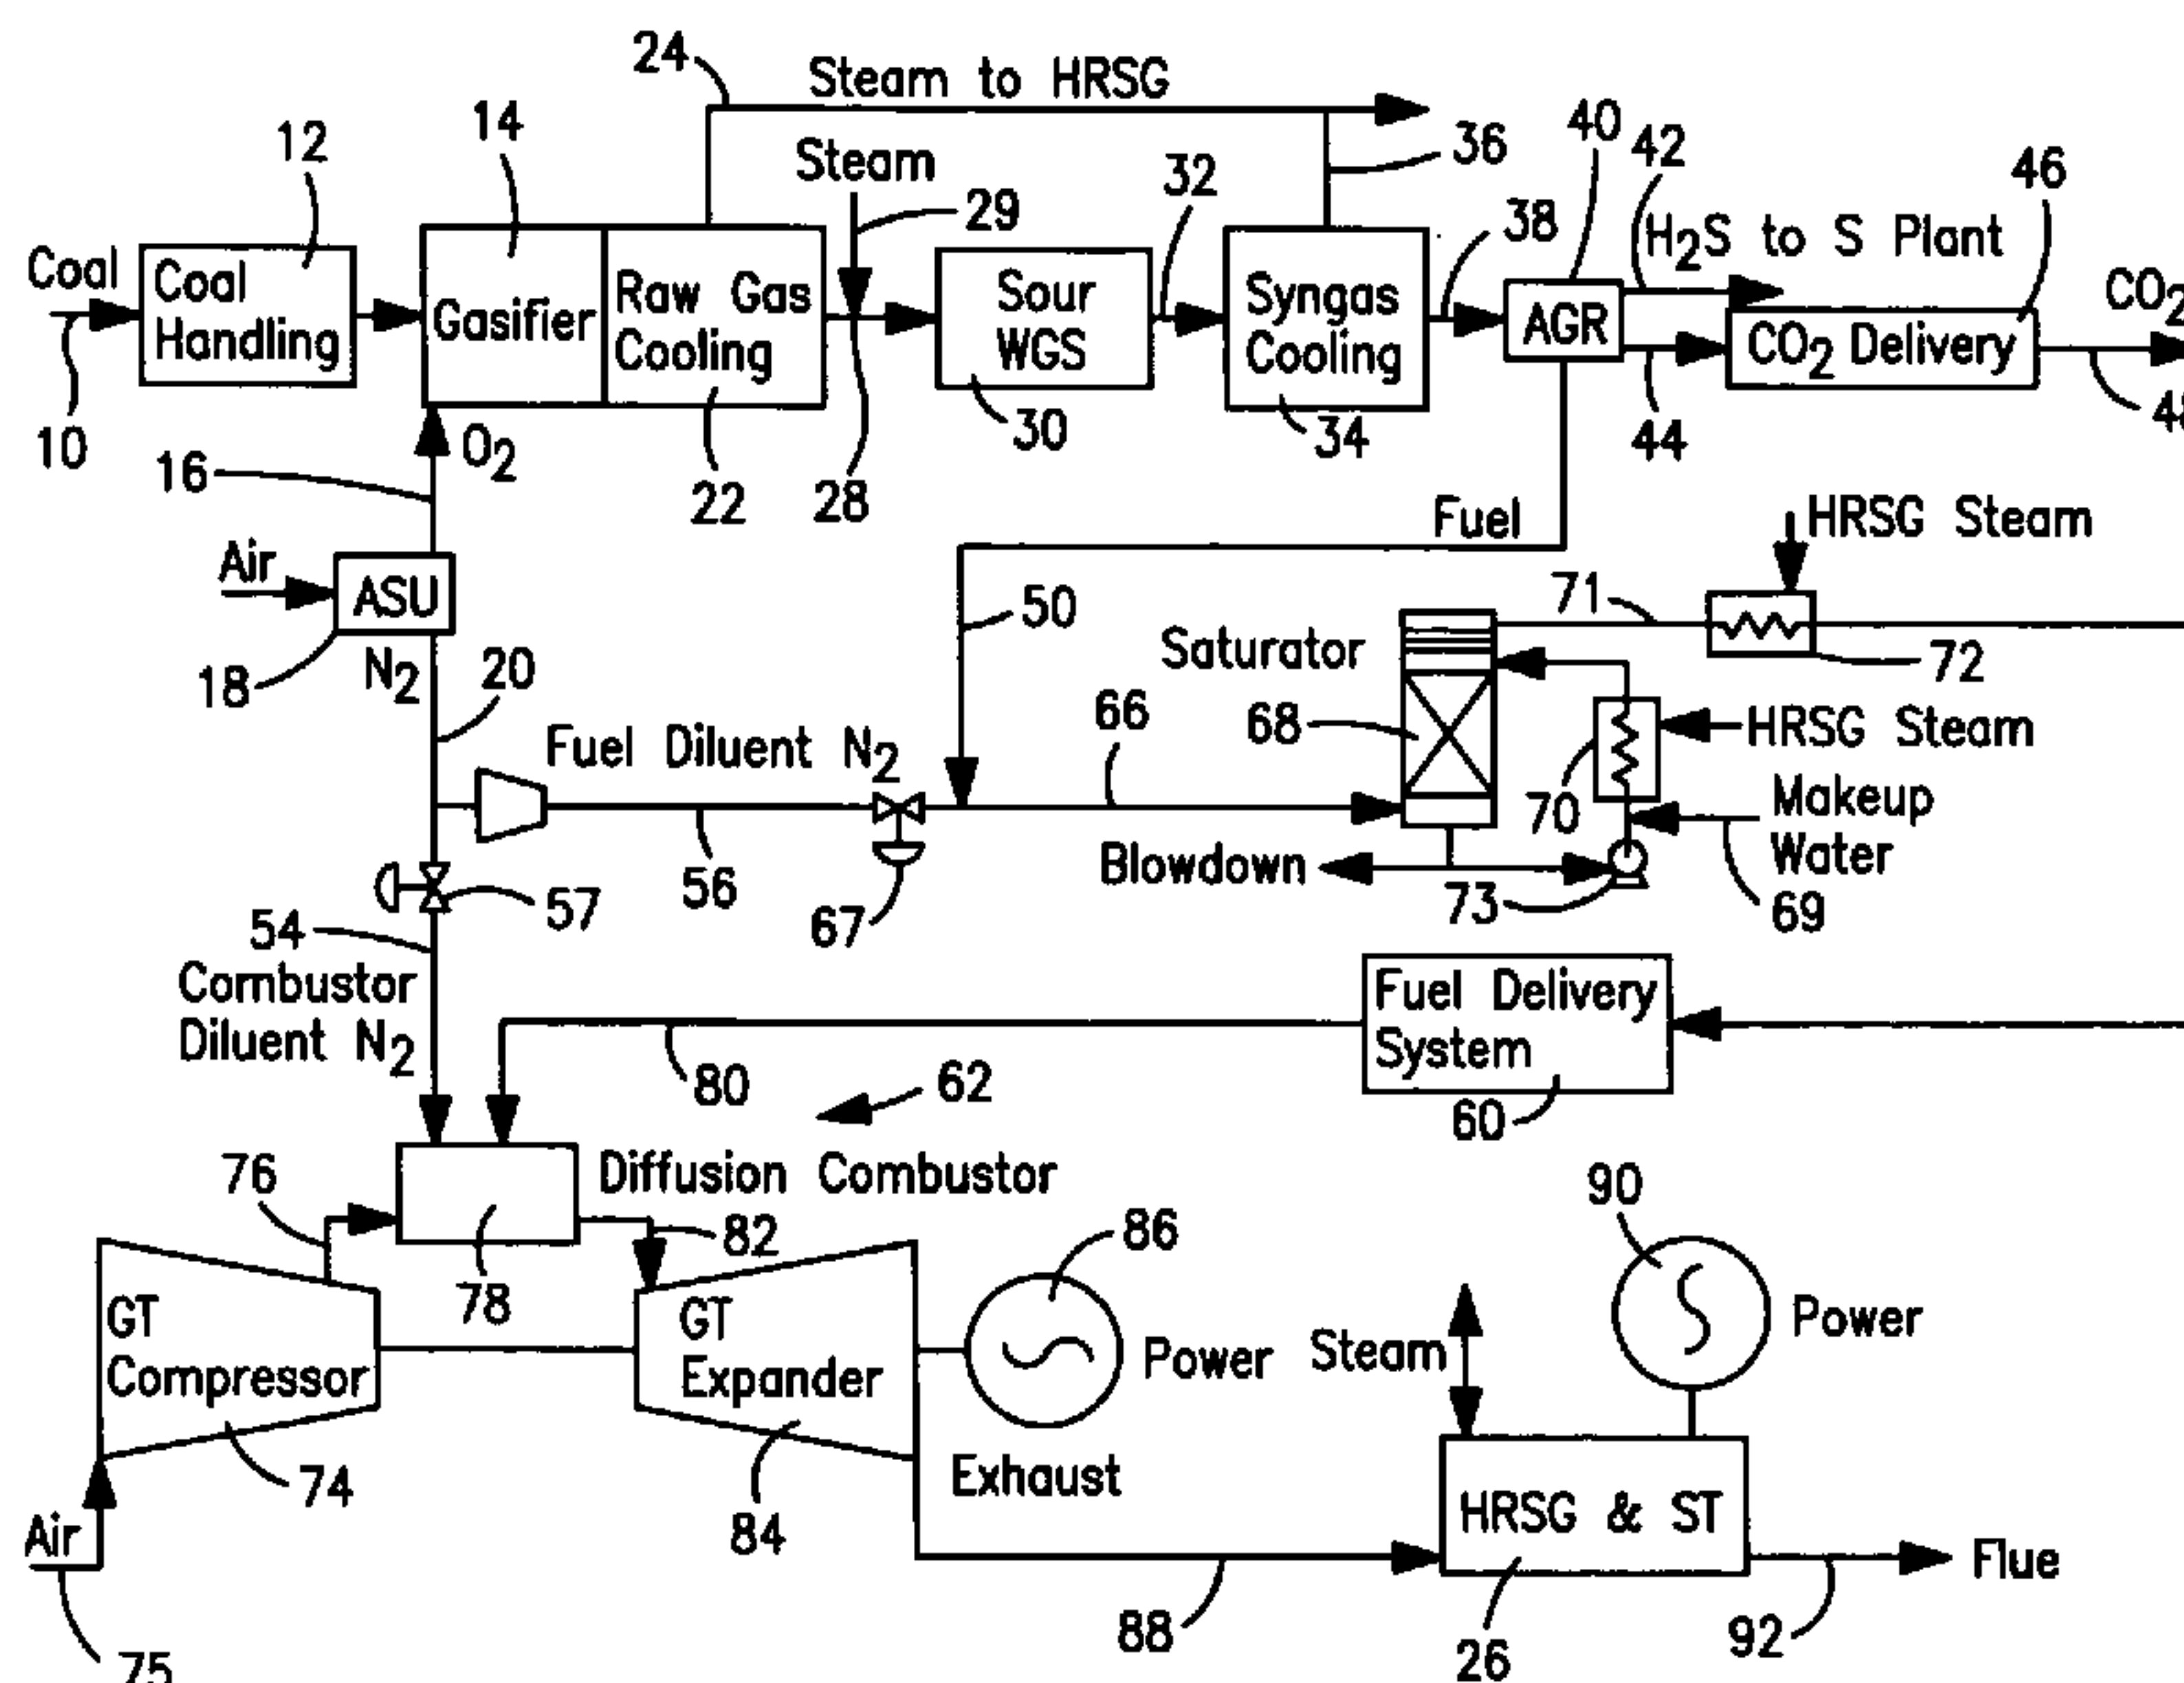 24
Steam to HRSG
12
14
Steam
29
32
36
40
42
46
38
H2S to S Plant
Coal
Coal
Handling
Gasifier
Raw Gas
Cooling
Sour
WGS
Syngas
Cooling
AGR
CO2 Delivery
CO2
10
16
O2
22
28
30
34
44
Fuel
HRSG Steam
Air
ASU
50
71
Saturator
72
18
N2
20
Fuel Diluent N2
66
68
HRSG Steam
70
Makeup
Water
Blowdown
56
57
67
73
69
54
Combustor
Diluent N2
Fuel Delivery
System
80
62
60
76
Diffusion Combustor
90
82
86
78
GT
Compressor
GT
Expander
Power
Steam
Power
74
84
Exhaust
HRSG & ST
Air
Flue
75
88
26
92